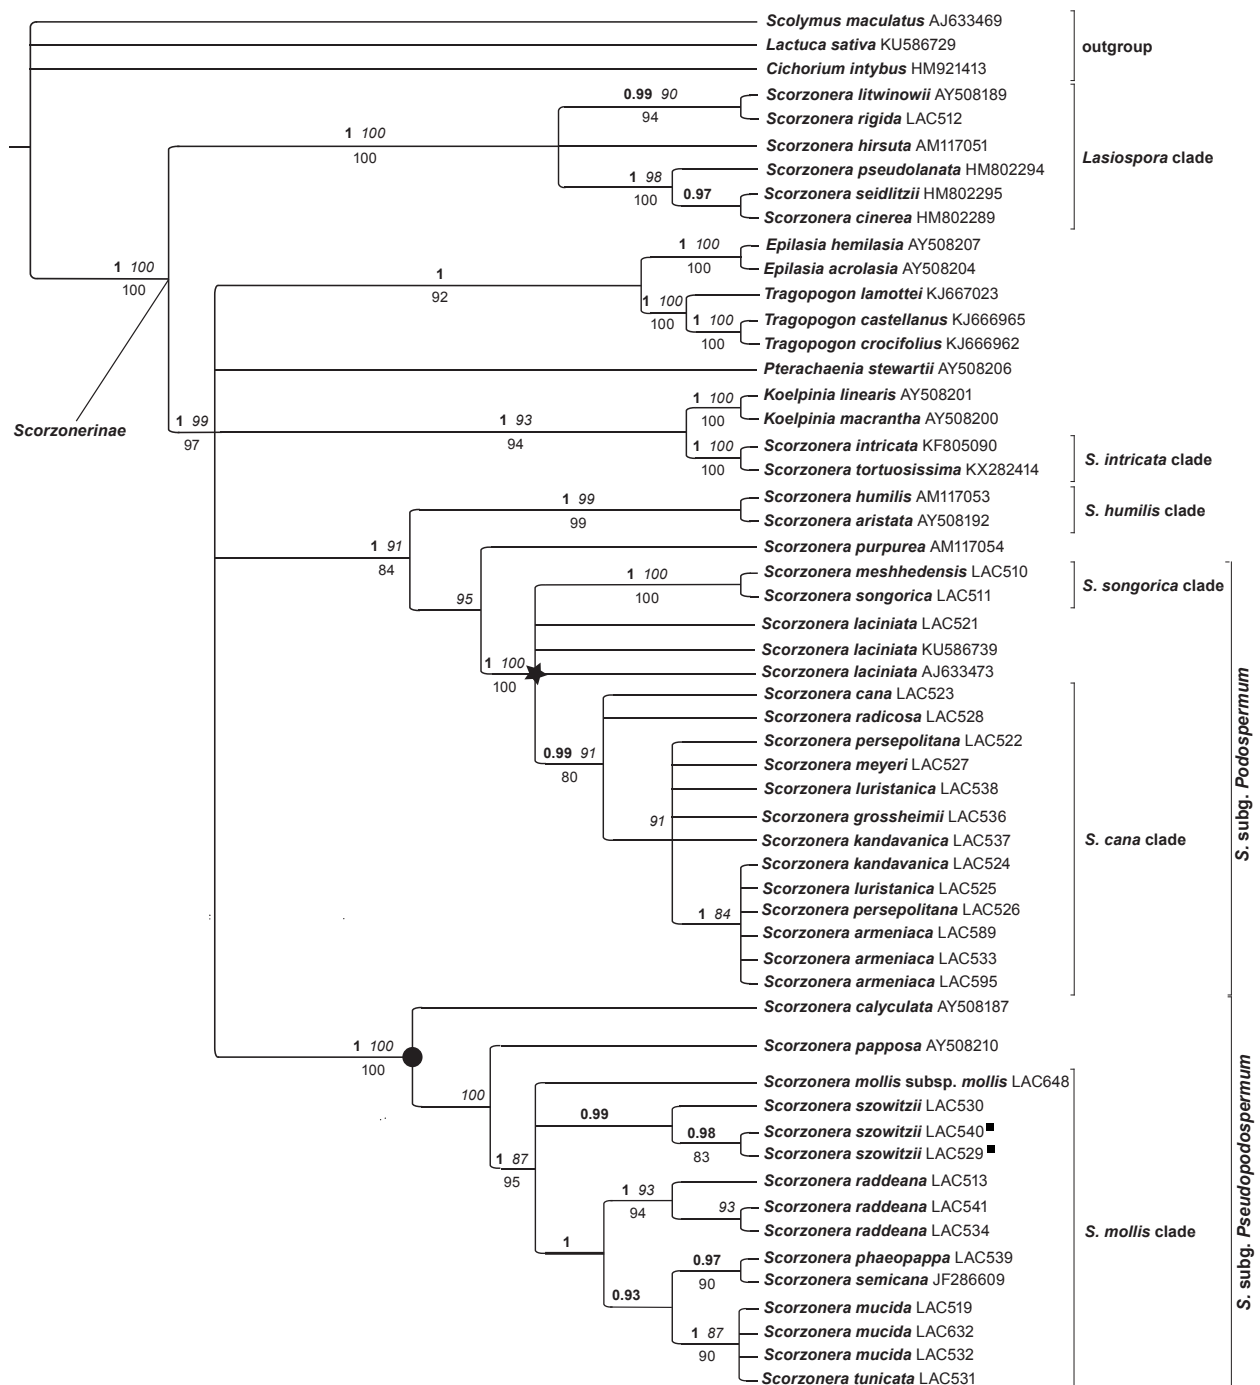 Scolymus maculatus AJ633469
Lactuca sativa KU586729
outgroup
Cichorium intybus HM921413
0.99 90
Scorzonera litwinowii AY508189
94
Scorzonera rigida LAC512
1 100
100
Scorzonera hirsuta AM117051
Lasiospora clade
1 98
Scorzonera pseudolanata HM802294
100
0.97
Scorzonera seidlitzii HM802295
Scorzonera cinerea HM802289
1 100
Epilasia hemilasia AY508207
100
Epilasia acrolasia AY508204
1 100
100
1
92
1 100
Tragopogon lamottei KJ667023
100
1 100
Tragopogon castellanus KJ666965
100
Tragopogon crocifolius KJ666962
Pterachaenia stewartii AY508206
1 100
Koelpinia linearis AY508201
100
Koelpinia macrantha AY508200
Scorzonerinae
1 99
97
1 93
94
1 100
Scorzonera intricata KF805090
S. intricata clade
100
Scorzonera tortuosissima KX282414
1 99
Scorzonera humilis AM117053
S. humilis clade
99
Scorzonera aristata AY508192
1 91
84
Scorzonera purpurea AM117054
1 100
Scorzonera meshhedensis LAC510
S. songorica clade
100
Scorzonera songorica LAC511
95
Scorzonera laciniata LAC521
Scorzonera laciniata KU586739
1 100
100
Scorzonera laciniata AJ633473
Scorzonera cana LAC523
Scorzonera radicosa LAC528
0.99 91
80
Scorzonera persepolitana LAC522
Scorzonera meyeri LAC527
Scorzonera luristanica LAC538
91
Scorzonera grossheimii LAC536
Scorzonera kandavanica LAC537
S. cana clade
S. subg. Podospermum
Scorzonera kandavanica LAC524
Scorzonera luristanica LAC525
1 84
Scorzonera persepolitana LAC526
Scorzonera armeniaca LAC589
Scorzonera armeniaca LAC533
Scorzonera armeniaca LAC595
Scorzonera calyculata AY508187
1 100
100
Scorzonera papposa AY508210
100
Scorzonera mollis subsp. mollis LAC648
0.99
Scorzonera szowitzii LAC530
0.98
Scorzonera szowitzii LAC540
83
Scorzonera szowitzii LAC529
1 87
95
1 93
Scorzonera raddeana LAC513
94
93
Scorzonera raddeana LAC541
Scorzonera raddeana LAC534
S. mollis clade
S. subg. Pseudopodospermum
1
0.97
Scorzonera phaeopappa LAC539
90
Scorzonera semicana JF286609
0.93
Scorzonera mucida LAC519
1 87
Scorzonera mucida LAC632
90
Scorzonera mucida LAC532
Scorzonera tunicata LAC531